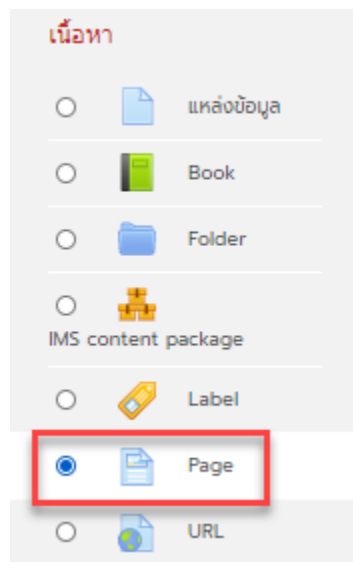 เนื้อหา
แหล่งข้อมูล
Book
Folder
IMS content package
Label
Page
URL